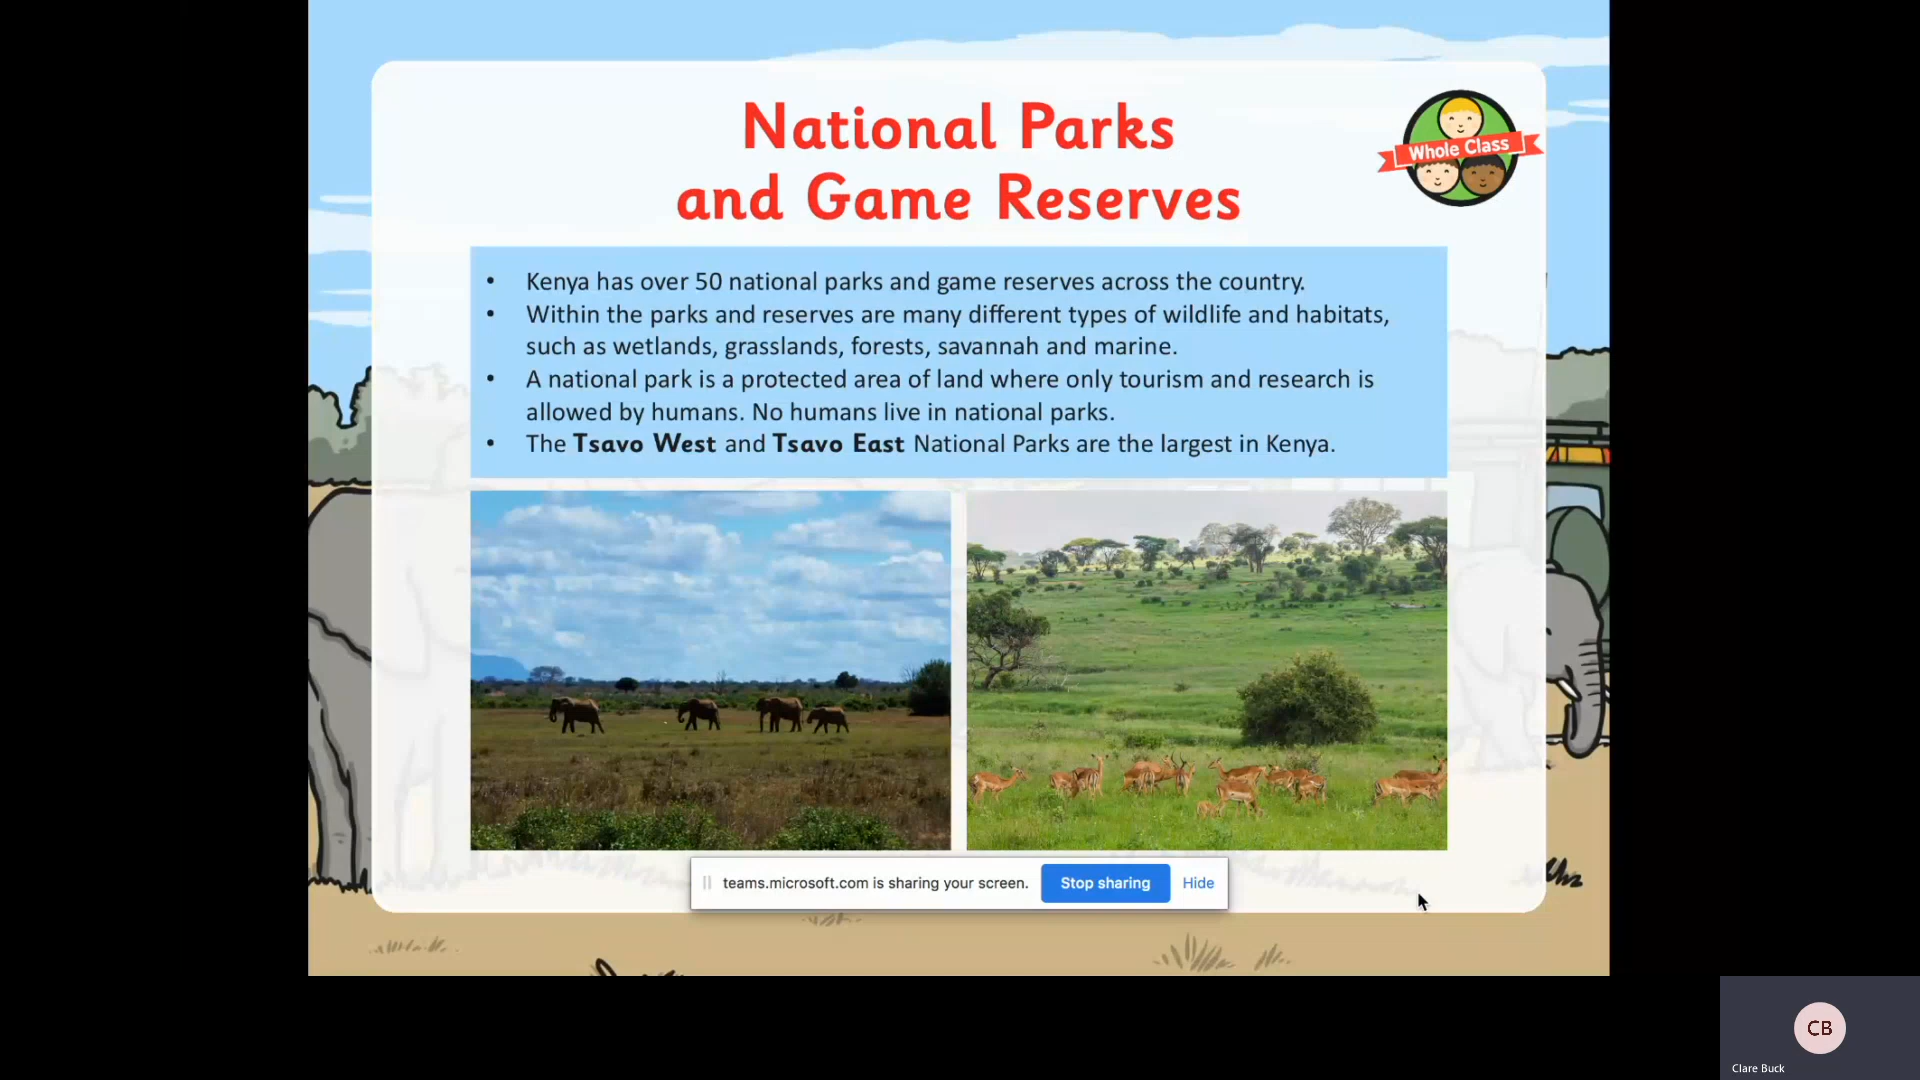 National Parks
and Game Reserves
Whole Class
• Kenya has over 50 national parks and game reserves across the country.
• Within the parks and reserves are many different types of wildlife and habitats,
such as wetlands, grasslands, forests, savannah and marine.
• A national park is a protected area of land where only tourism and research is
allowed by humans. No humans live in national parks.
• The Tsavo West and Tsavo East National Parks are the largest in Kenya.
teams.microsoft.com is sharing your screen. Stop sharing Hide
CB
Clare Buck